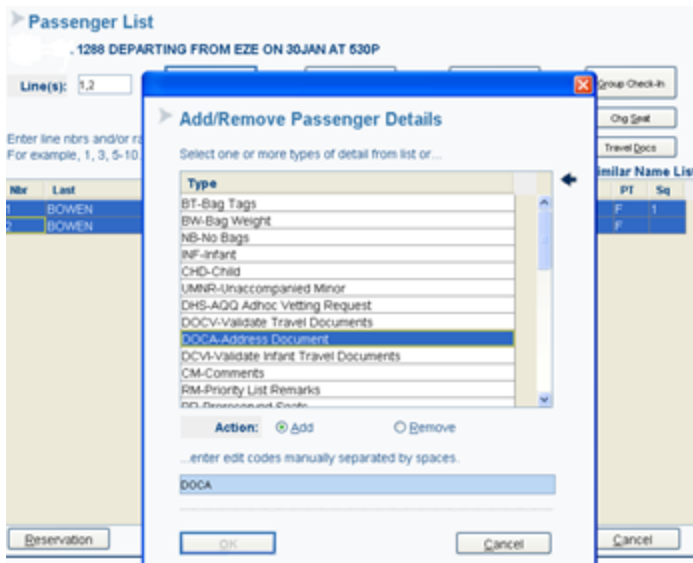 Passenger List
. 1288 DEPARTING FROM EZE ON 30JAN AT 530P
Line(s): 1,2
Group Check-in
Chg Seat
Travel Docs
Enter line nbrs and/or ra
For example, 1, 3, 5-10.
imilar Name Lis
Nbr Last PT Sq
1 BOWEN F 1
2 BOWEN F
Add/Remove Passenger Details
Select one or more types of detail from list or...
Type
BT-Bag Tags
BW-Bag Weight
NB-No Bags
INF-Infant
CHD-Child
UMNR-Unaccompanied Minor
DHS-AQQ Adhoc Vetting Request
DOCV-Validate Travel Documents
DOCA-Address Document
DCVI-Validate Infant Travel Documents
CM-Comments
RM-Priority List Remarks
Action: Add Remove
...enter edit codes manually separated by spaces.
DOCA
OK Cancel
Reservation Cancel